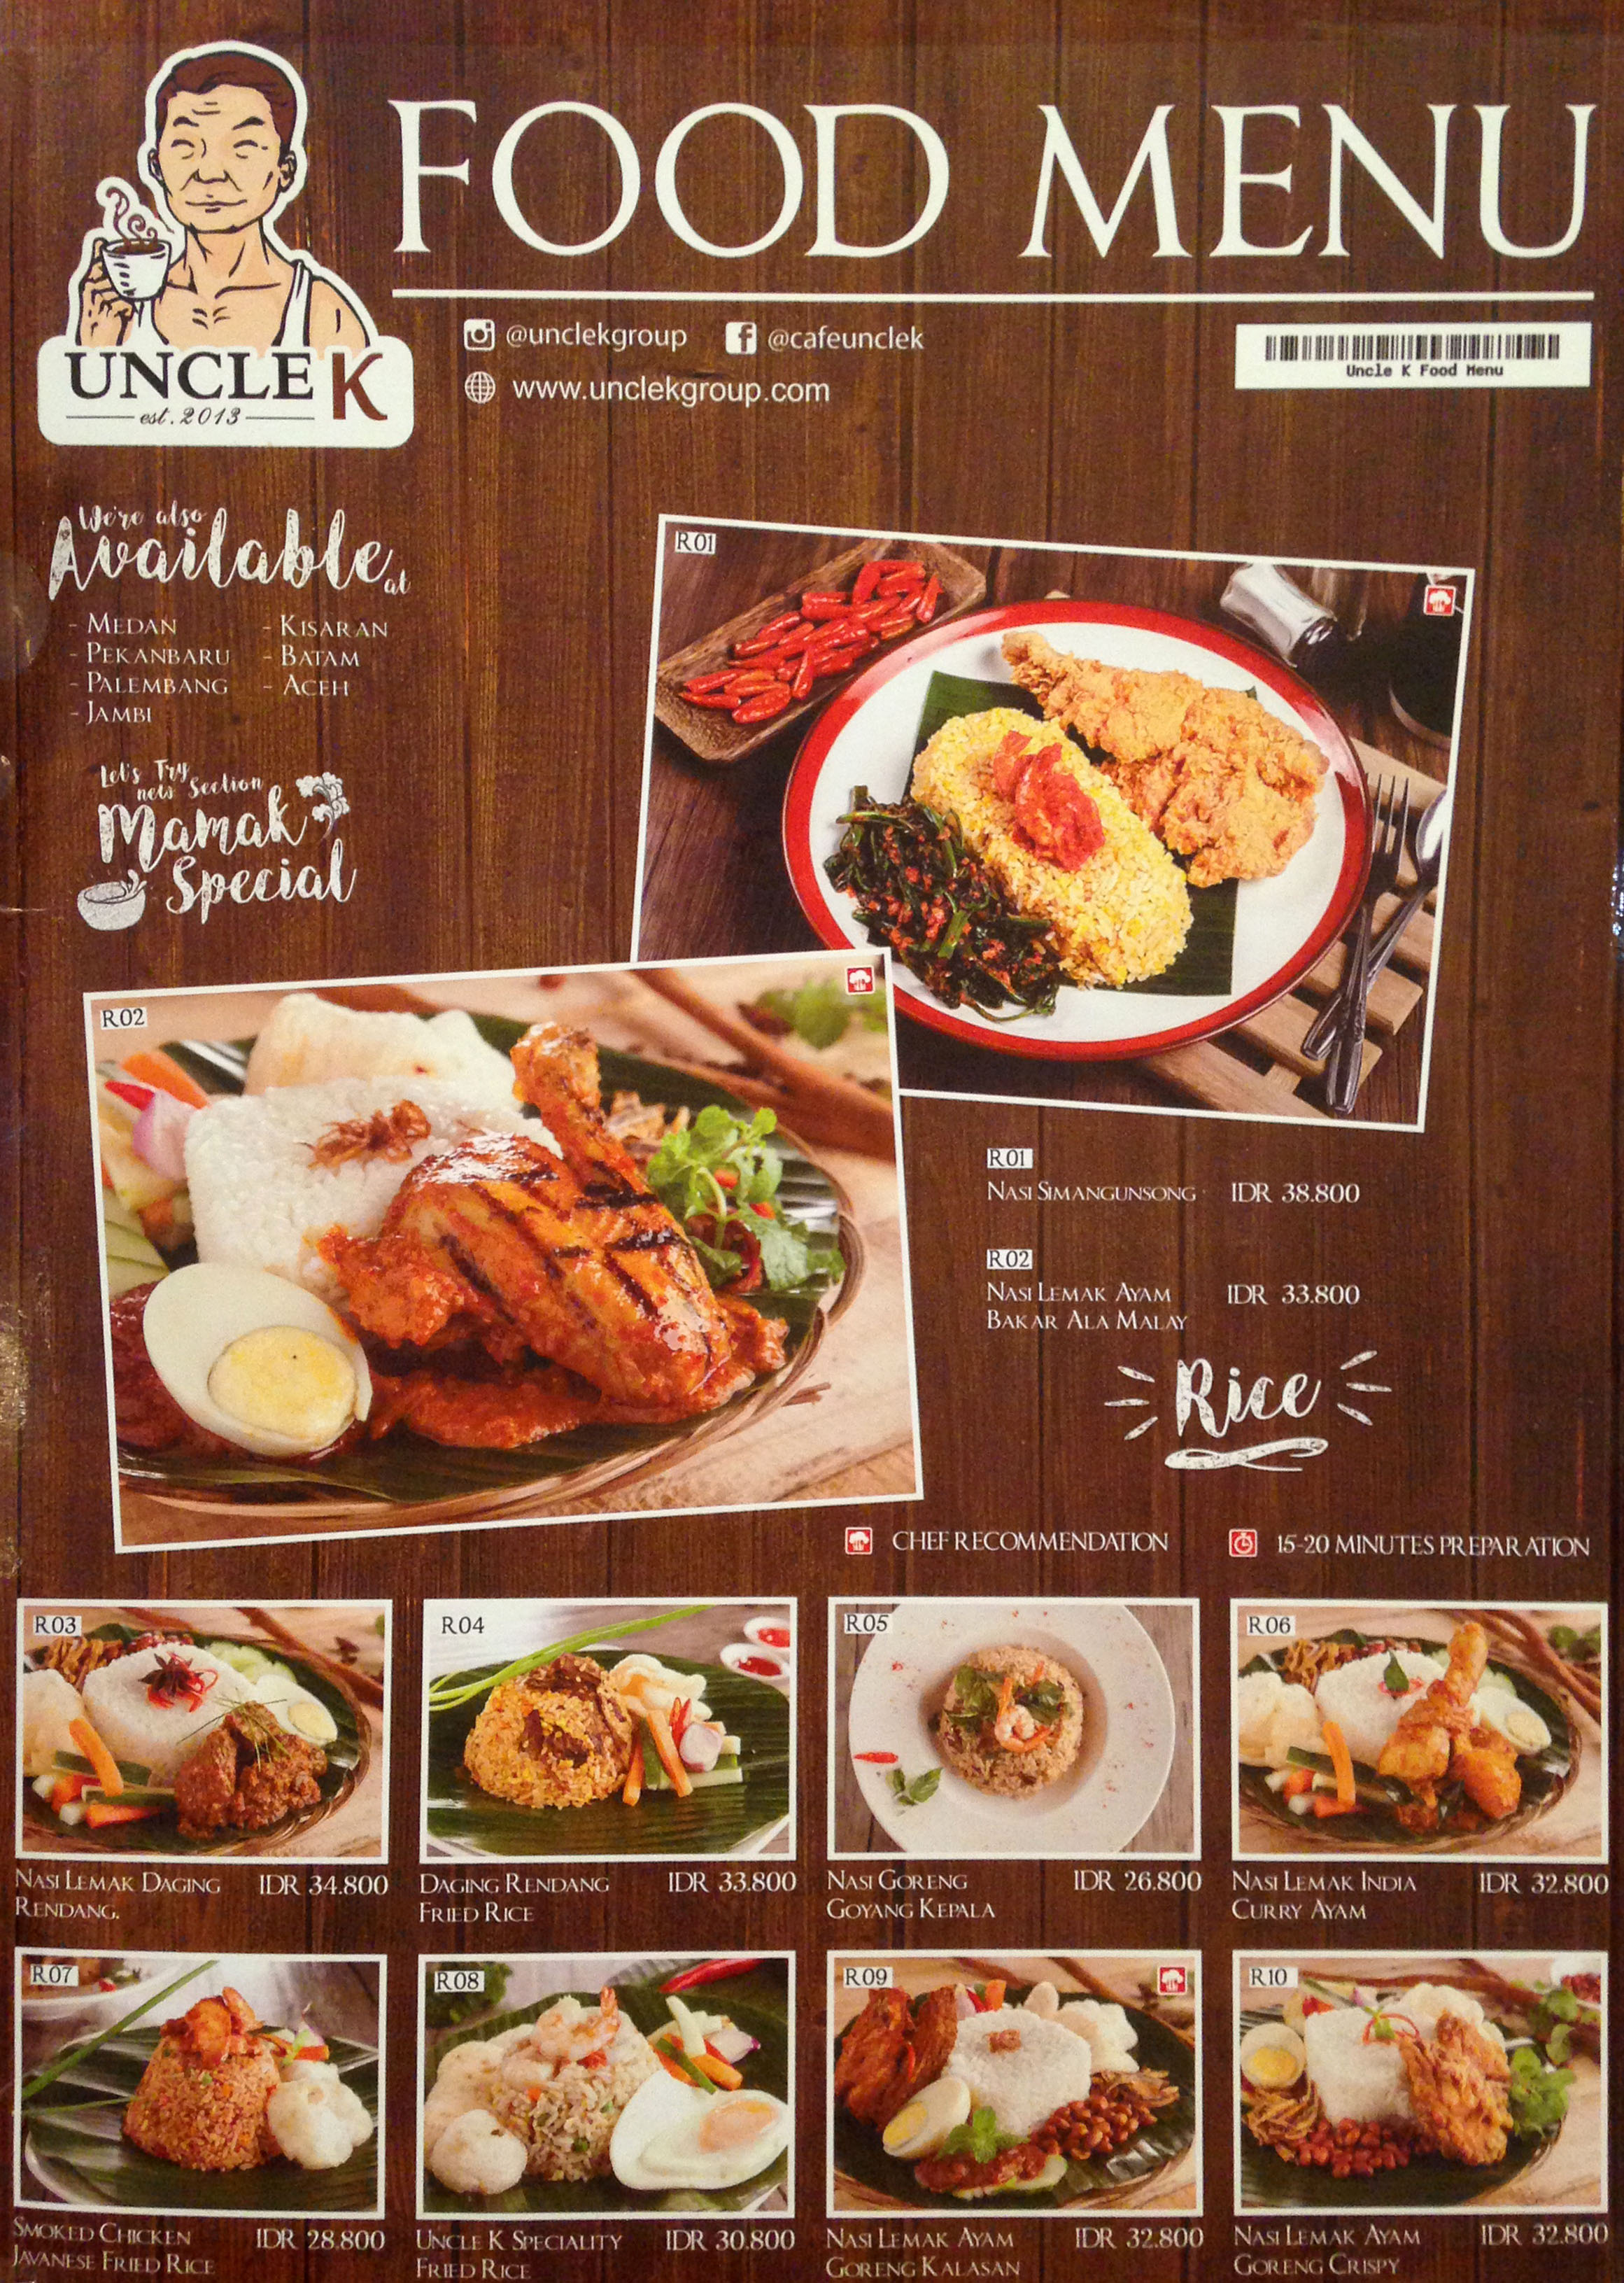 FOOD MENU
UNCLE K
est. 2013
@unclekgroup
@cafeunclek
www.unclekgroup.com
Uncle K Food Menu
We're also
Available at
- MEDAN
- PEKANBARU
- PALEMBANG
- JAMBI
- KISARAN
- BATAM
- ACEH
Let's Try
new Section
Mamak
Special
R01
R02
R01
NASI SIMANGUNSONG IDR 38.800
R02
NASI LEMAK AYAM IDR 33.800
BAKAR ALA MALAY
Rice
CHEF RECOMMENDATION
15-20 MINUTES PREPARATION
R03
NASI LEMAK DAGING IDR 34.800
RENDANG.
R04
DAGING RENDANG IDR 33.800
FRIED RICE
R05
NASI GORENG IDR 26.800
GOYANG KEPALA
R06
NASI LEMAK INDIA IDR 32.800
CURRY AYAM
R07
SMOKED CHICKEN IDR 28.800
JAVANESE FRIED RICE
R08
UNCLE K SPECIALITY IDR 30.800
FRIED RICE
R09
NASI LEMAK AYAM IDR 32.800
GORENG KALASAN
R10
NASI LEMAK AYAM IDR 32.800
GORENG CRISPY